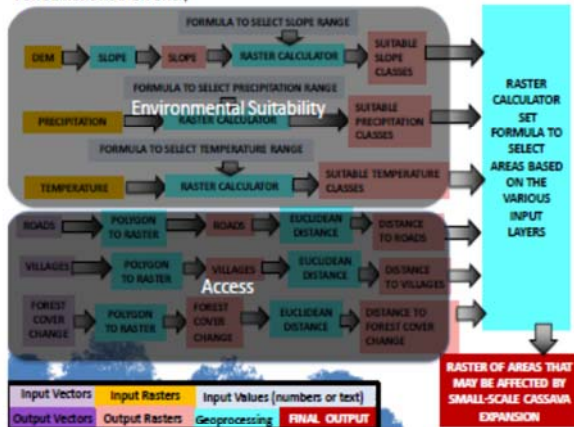 FORMULA TO SELECT SLOPE RANGE
DEM
SLOPE
SLOPE
RASTER CALCULATOR
SUITABLE
SLOPE
CLASSES
FORMULA TO SELECT PRECIPITATION RANGE
Environmental Suitability
PRECIPITATION
RASTER CALCULATOR
SUITABLE
PRECIPITATION
CLASSES
FORMULA TO SELECT TEMPERATURE RANGE
TEMPERATURE
RASTER CALCULATOR
SUITABLE TEMPERATURE
CLASSES
RASTER
CALCULATOR
SET
FORMULA TO
SELECT
AREAS BASED
ON THE
VARIOUS
INPUT
LAYERS
ROADS
POLYGON
TO RASTER
ROADS
EUCLIDEAN
DISTANCE
DISTANCE
TO ROADS
VILLAGES
POLYGON
TO RASTER
VILLAGES
EUCLIDEAN
DISTANCE
DISTANCE
TO VILLAGES
Access
FOREST
COVER
CHANGE
POLYGON
TO RASTER
FOREST
COVER
CHANGE
EUCLIDEAN
DISTANCE
DISTANCE TO
FOREST COVER
CHANGE
RASTER OF AREAS THAT
MAY BE AFFECTED BY
SMALL-SCALE CASSAVA
EXPANSION
Input Vectors
Input Rasters
Input Values (numbers or text)
Output Vectors
Output Rasters
Geoprocessing
FINAL OUTPUT